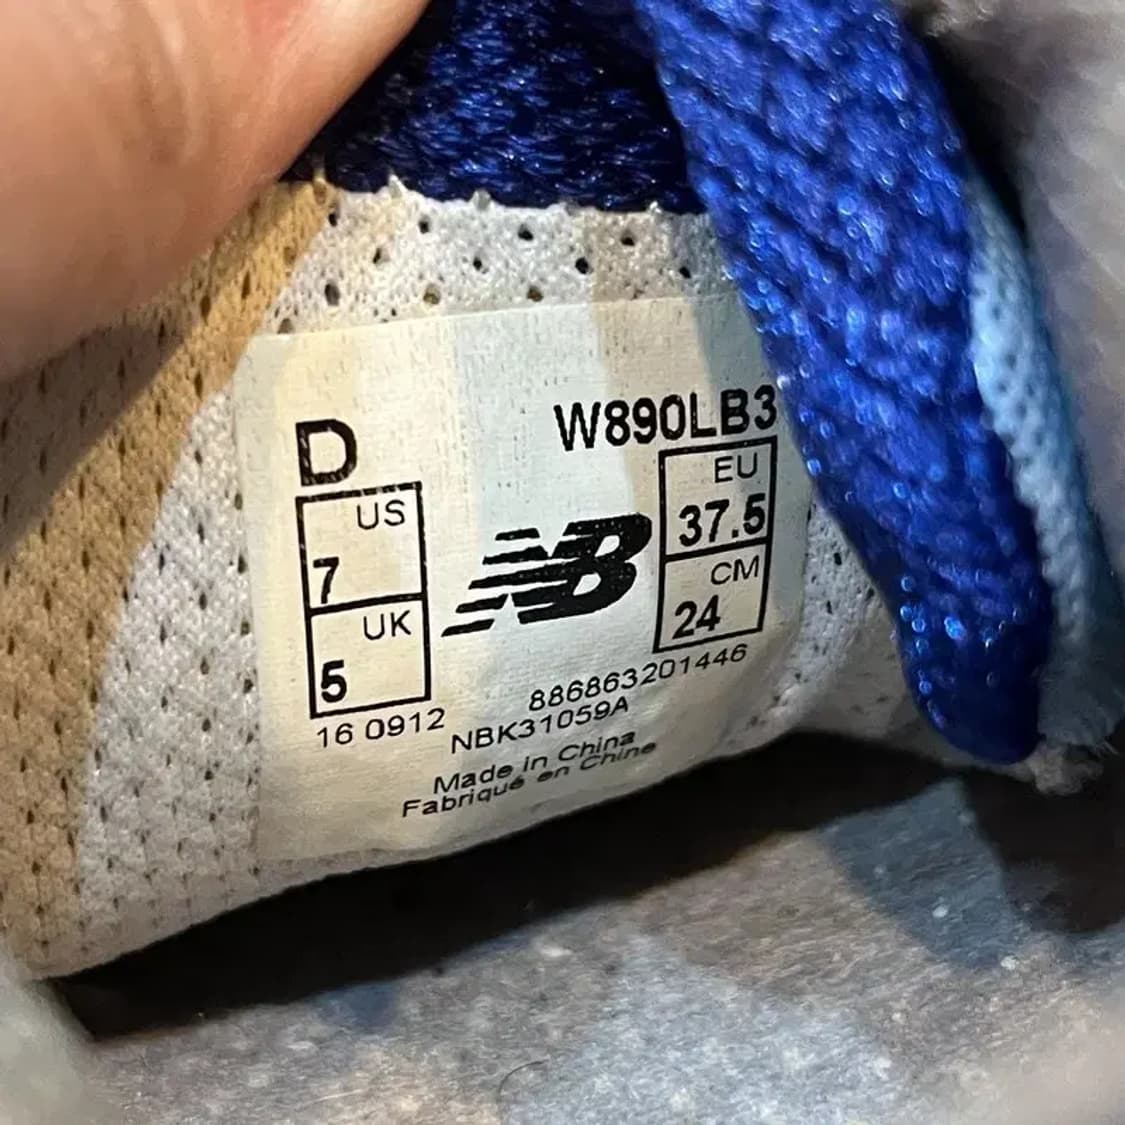 D
W890LB3
US
7
UK
5
NB
EU
37.5
CM
24
16 0912
886863201446
NBK31059A
Made in China
Fabriqué en Chine